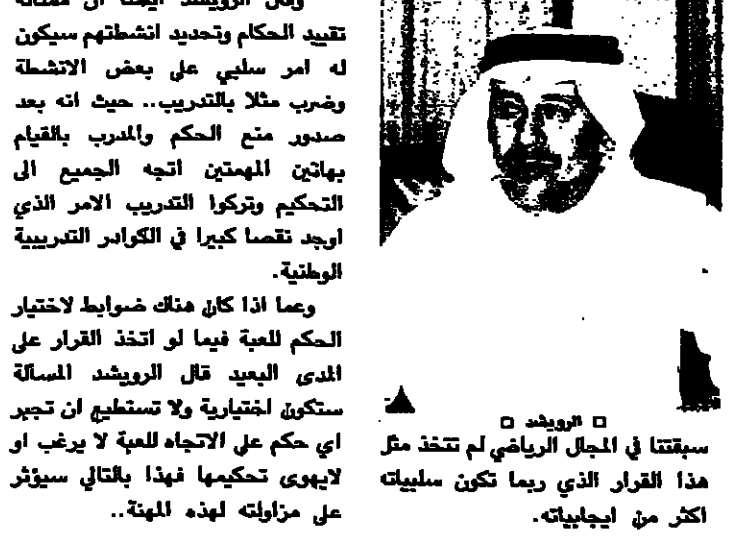 □ الرويشد □
سبقتنا في المجال الرياضي لم تتخذ مثل
هذا القرار الذي ربما تكون سلبياته
اكثر من ايجابياته.
وقال الرويشد ايضا ان
تقييد الحكام وتحديد انشطتهم سيكون
له امر سلبي على بعض الانشطة
وضرب مثلا بالتدريب.. حيث انه بعد
صدور منع الحكم والمدرب بالقيام
بهاتين المهمتين اتجه الجميع الى
التحكيم وتركوا التدريب الامر الذي
اوجد نقصا كبيرا في الكوادر التدريبية
الوطنية.
وعما اذا كان هناك ضوابط لاختيار
الحكم للعبة فيما لو اتخذ القرار على
المدى البعيد قال الرويشد المسألة
ستكون اختيارية ولا تستطيع ان تجبر
اي حكم على الاتجاه للعبة لا يرغب او
لايهوى تحكيمها فهذا بالتالي سيؤثر
على مزاولته لهذه المهنة..